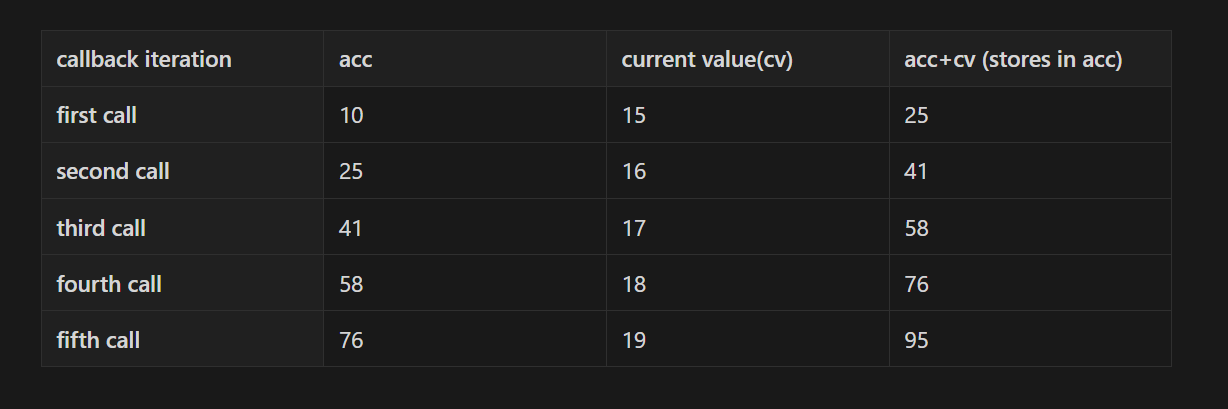 callback iteration acc current value(cv) acc+cv (stores in acc)
first call 10 15 25
second call 25 16 41
third call 41 17 58
fourth call 58 18 76
fifth call 76 19 95